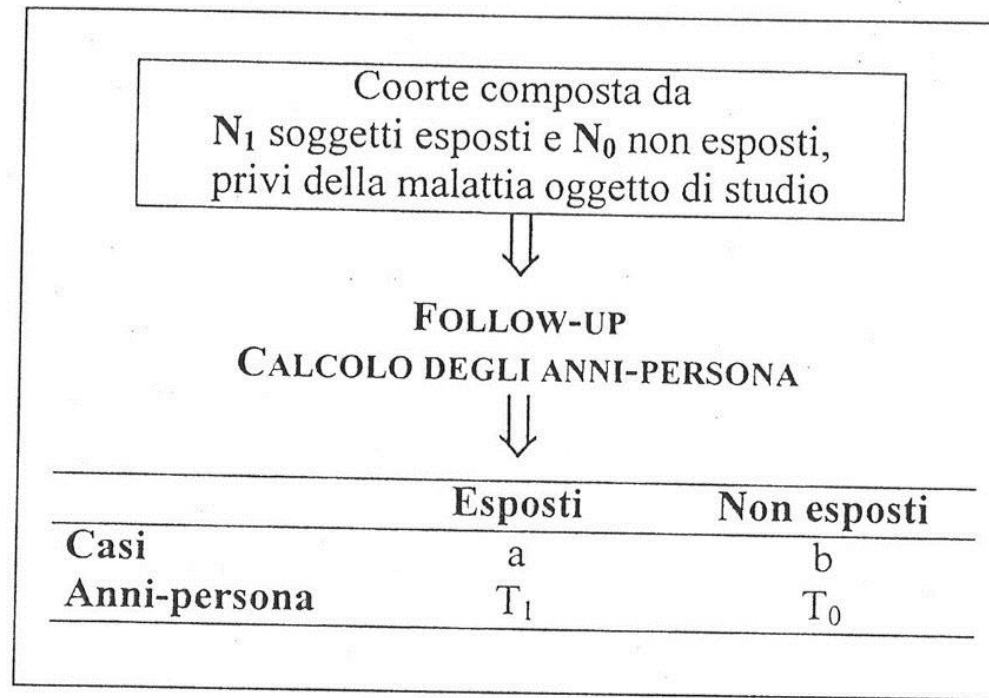 Coorte composta da
N₁ soggetti esposti e N₀ non esposti,
privi della malattia oggetto di studio
FOLLOW-UP
CALCOLO DEGLI ANNI-PERSONA
Esposti Non esposti
Casi a b
Anni-persona T₁ T₀